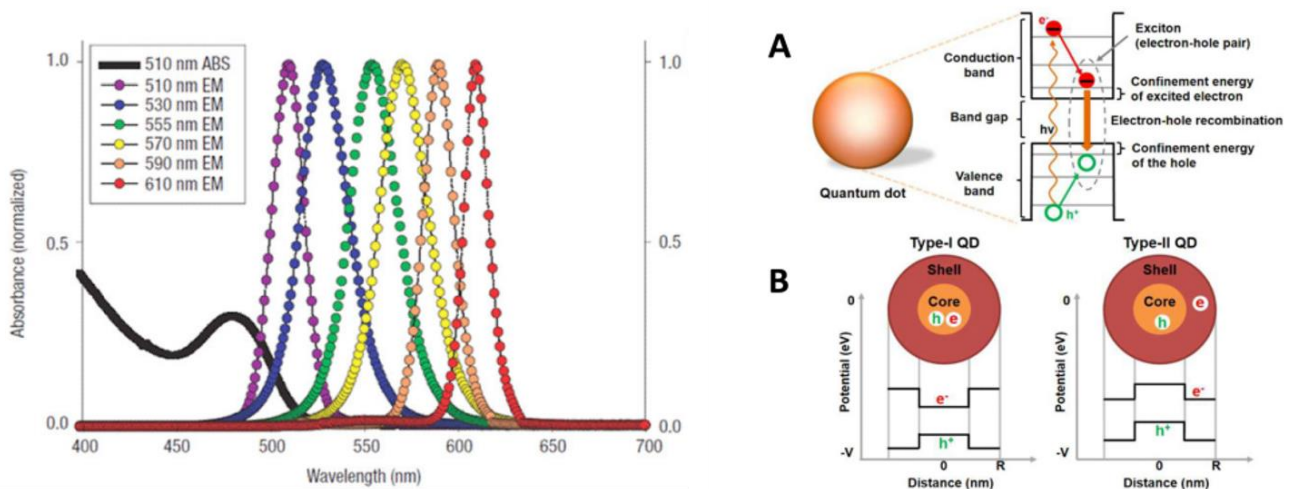 1.0
0.5
0.0
Absorbance (normalized)
510 nm ABS
510 nm EM
530 nm EM
555 nm EM
570 nm EM
590 nm EM
610 nm EM
1.0
0.5
0.0
400
450
500
550
600
650
700
Wavelength (nm)
A
Quantum dot
Conduction
band
Band gap
Valence
band
e-
hν
h+
Exciton
(electron-hole pair)
Confinement energy
of excited electron
Electron-hole recombination
Confinement energy
of the hole
B
Type-I QD
Shell
Core
h e
0
Potential (eV)
-V
e-
h+
0
R
Distance (nm)
Type-II QD
Shell
Core
h
e
0
Potential (eV)
-V
e-
h+
0
R
Distance (nm)